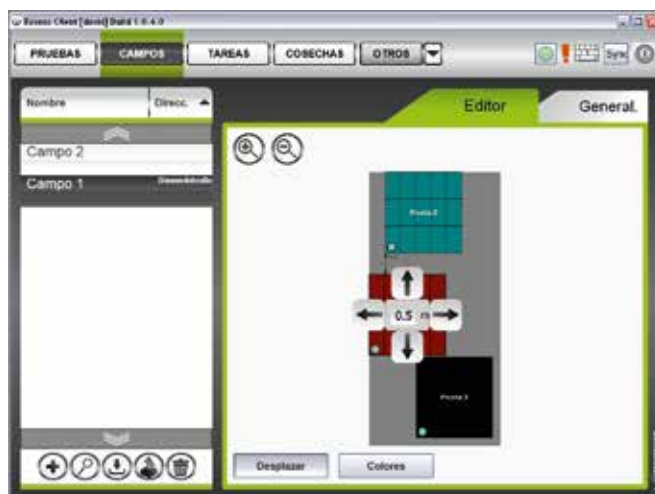 PRUEBAS CAMPOS TAREAS COSECHAS OTROS Sync
Nombre Direcc.
Editor General.
Campo 2
Campo 1
0.5 m
Desplazar Colores